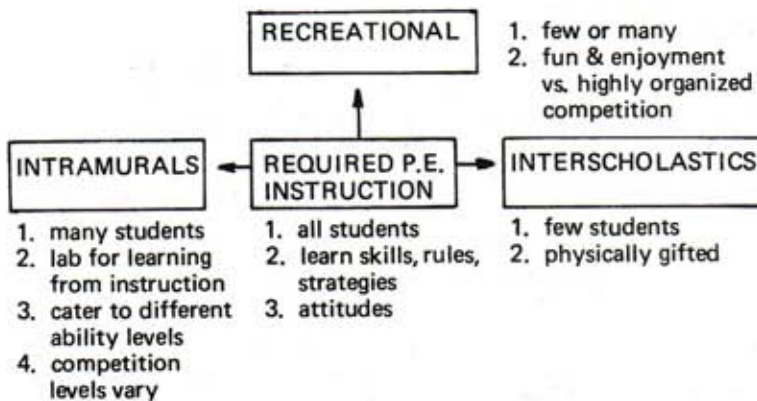 RECREATIONAL
1. few or many
2. fun & enjoyment
vs. highly organized
competition
INTRAMURALS
1. many students
2. lab for learning
from instruction
3. cater to different
ability levels
4. competition
levels vary
REQUIRED P.E.
INSTRUCTION
1. all students
2. learn skills, rules,
strategies
3. attitudes
INTERSCHOLASTICS
1. few students
2. physically gifted